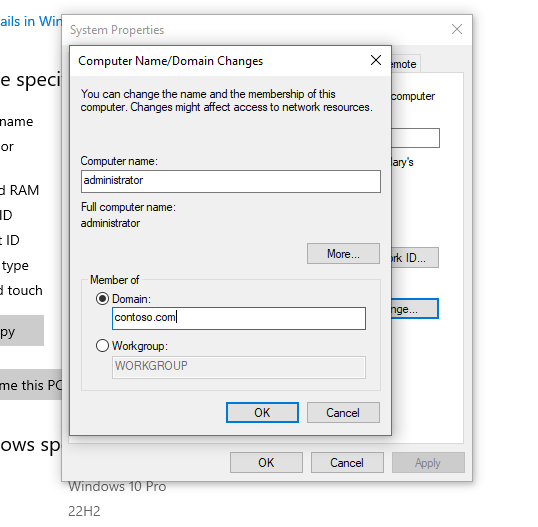 ails in Win
System Properties
Computer Name/Domain Changes
emote
e speci
You can change the name and the membership of this
computer. Changes might affect access to network resources.
computer
name
or
Computer name:
ary's
administrator
d RAM
Full computer name:
ID
administrator
t ID
More...
rk ID...
type
Member of
d touch
Domain:
nge...
contoso.com
py
Workgroup:
WORKGROUP
me this PC
OK
Cancel
ows sp
OK
Cancel
Apply
Windows 10 Pro
22H2